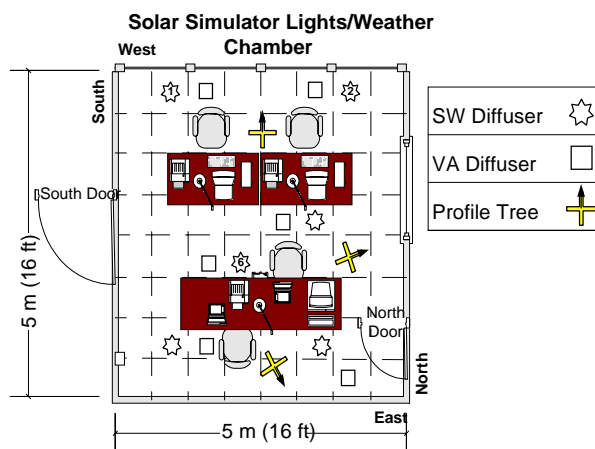 Solar Simulator Lights/Weather
Chamber
West
South
1
2
SW Diffuser
VA Diffuser
Profile Tree
South Door
6
North
Door
North
East
5 m (16 ft)
5 m (16 ft)